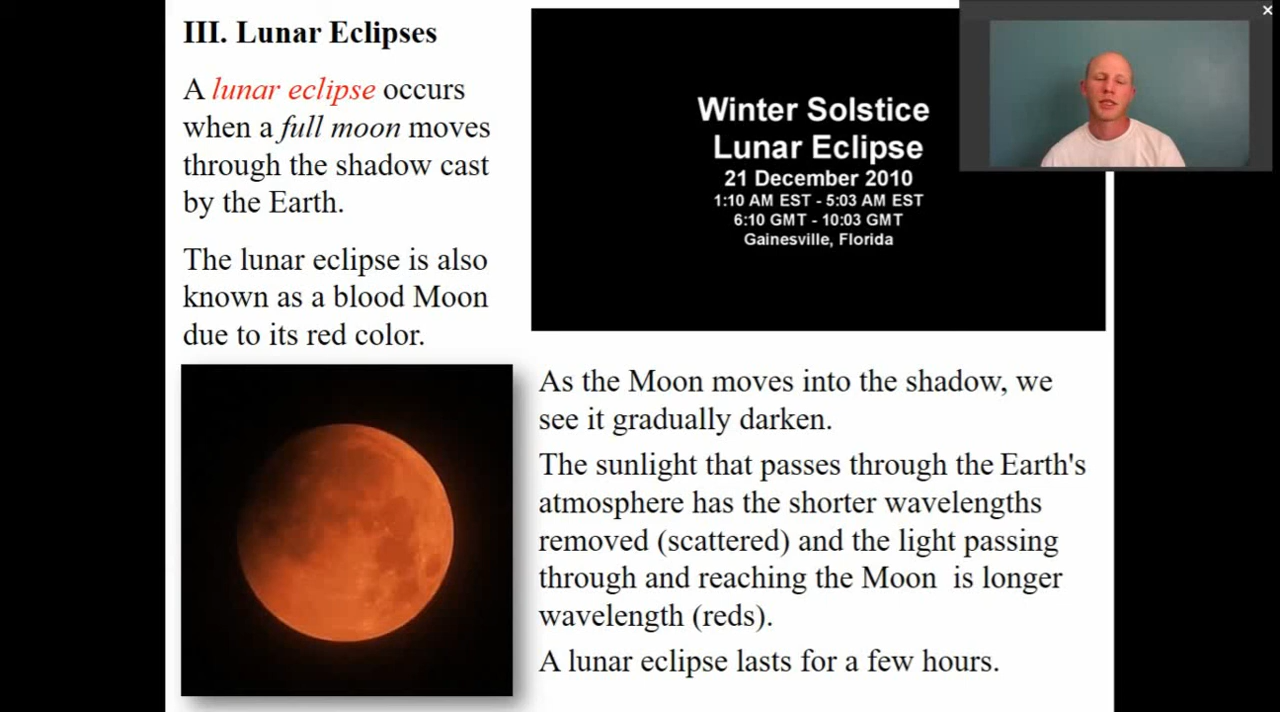 III. Lunar Eclipses
A lunar eclipse occurs
when a full moon moves
through the shadow cast
by the Earth.
The lunar eclipse is also
known as a blood Moon
due to its red color.
Winter Solstice
Lunar Eclipse
21 December 2010
1:10 AM EST - 5:03 AM EST
6:10 GMT - 10:03 GMT
Gainesville, Florida
As the Moon moves into the shadow, we
see it gradually darken.
The sunlight that passes through the Earth's
atmosphere has the shorter wavelengths
removed (scattered) and the light passing
through and reaching the Moon is longer
wavelength (reds).
A lunar eclipse lasts for a few hours.